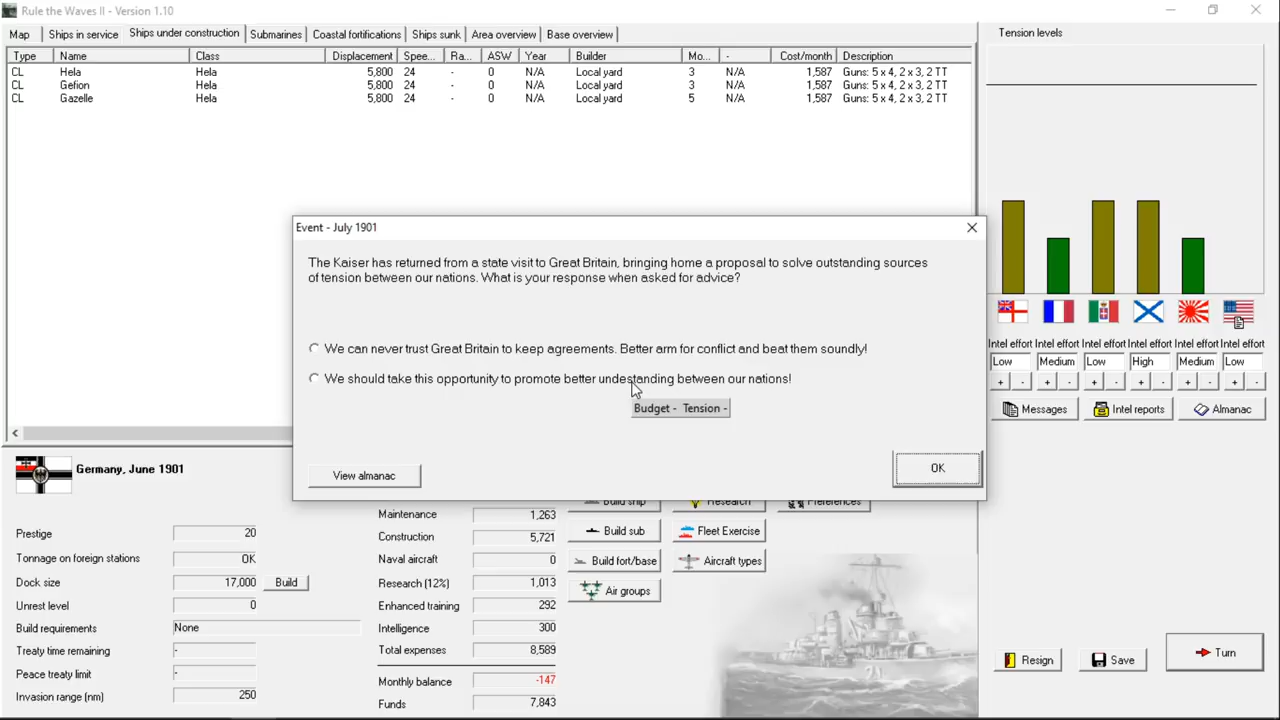 Rule the Waves II - Version 1.10
Map Ships in service Ships under construction Submarines Coastal fortifications Ships sunk Area overview Base overview
Type Name Class Displacement Spee... Ra... ASW Year Builder Mo... - Cost/month Description
CL Hela Hela 5,800 24 - 0 N/A Local yard 3 N/A 1,587 Guns: 5 x 4, 2 x 3, 2 TT
CL Gefion Hela 5,800 24 - 0 N/A Local yard 3 N/A 1,587 Guns: 5 x 4, 2 x 3, 2 TT
CL Gazelle Hela 5,800 24 - 0 N/A Local yard 5 N/A 1,587 Guns: 5 x 4, 2 x 3, 2 TT
Tension levels
Event - July 1901
The Kaiser has returned from a state visit to Great Britain, bringing home a proposal to solve outstanding sources
of tension between our nations. What is your response when asked for advice?
We can never trust Great Britain to keep agreements. Better arm for conflict and beat them soundly!
We should take this opportunity to promote better undestanding between our nations!
Budget - Tension -
View almanac OK
Intel effort Intel effort Intel effort Intel effort Intel effort Intel effort
Low Medium Low High Medium Low
+ - + - + - + - + - + -
Messages Intel reports Almanac
Germany, June 1901
Prestige 20
Tonnage on foreign stations OK
Dock size 17,000 Build
Unrest level 0
Build requirements None
Treaty time remaining -
Peace treaty limit -
Invasion range (nm) 250
Maintenance 1,263
Construction 5,721
Naval aircraft 0
Research (12%) 1,013
Enhanced training 292
Intelligence 300
Total expenses 8,589
Monthly balance -147
Funds 7,843
Build ship Research Preferences
Build sub Fleet Exercise
Build fort/base Aircraft types
Air groups
Resign Save Turn